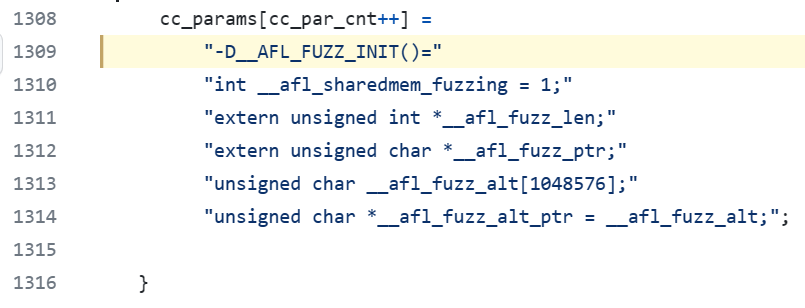 1308 cc_params[cc_par_cnt++] =
1309 "-D__AFL_FUZZ_INIT()="
1310 "int __afl_sharedmem_fuzzing = 1;"
1311 "extern unsigned int *__afl_fuzz_len;"
1312 "extern unsigned char *__afl_fuzz_ptr;"
1313 "unsigned char __afl_fuzz_alt[1048576];"
1314 "unsigned char *__afl_fuzz_alt_ptr = __afl_fuzz_alt;";
1315
1316 }